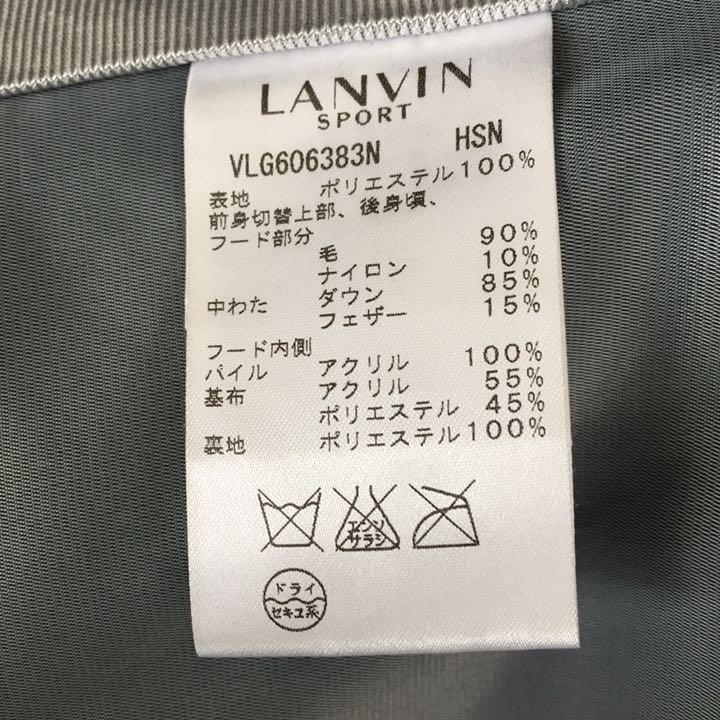 LANVIN
SPORT
VLG606383N HSN
表地 ポリエステル100%
前身切替上部、後身頃、
フード部分
毛 90%
ナイロン 10%
中わた ダウン 85%
フェザー 15%
フード内側
パイル アクリル 100%
基布 アクリル 55%
ポリエステル 45%
裏地 ポリエステル100%
エンソ
サラシ
ドライ
セキユ系